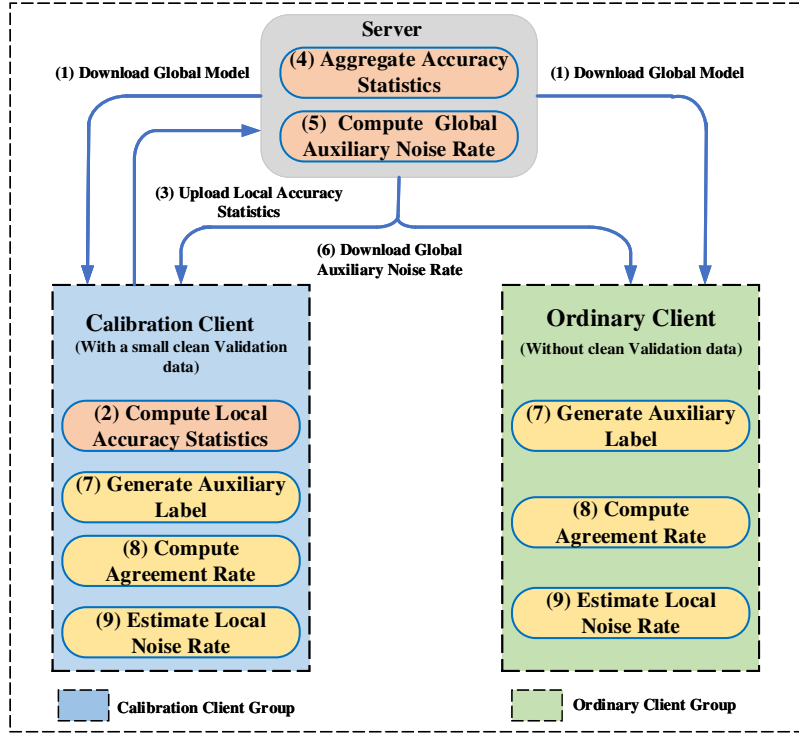 Server
(4) Aggregate Accuracy
Statistics
(5) Compute Global
Auxiliary Noise Rate
(1) Download Global Model
(1) Download Global Model
(3) Upload Local Accuracy
Statistics
(6) Download Global
Auxiliary Noise Rate
Calibration Client
(With a small clean Validation
data)
(2) Compute Local
Accuracy Statistics
(7) Generate Auxiliary
Label
(8) Compute
Agreement Rate
(9) Estimate Local
Noise Rate
Ordinary Client
(Without clean Validation data)
(7) Generate Auxiliary
Label
(8) Compute
Agreement Rate
(9) Estimate Local
Noise Rate
Calibration Client Group
Ordinary Client Group